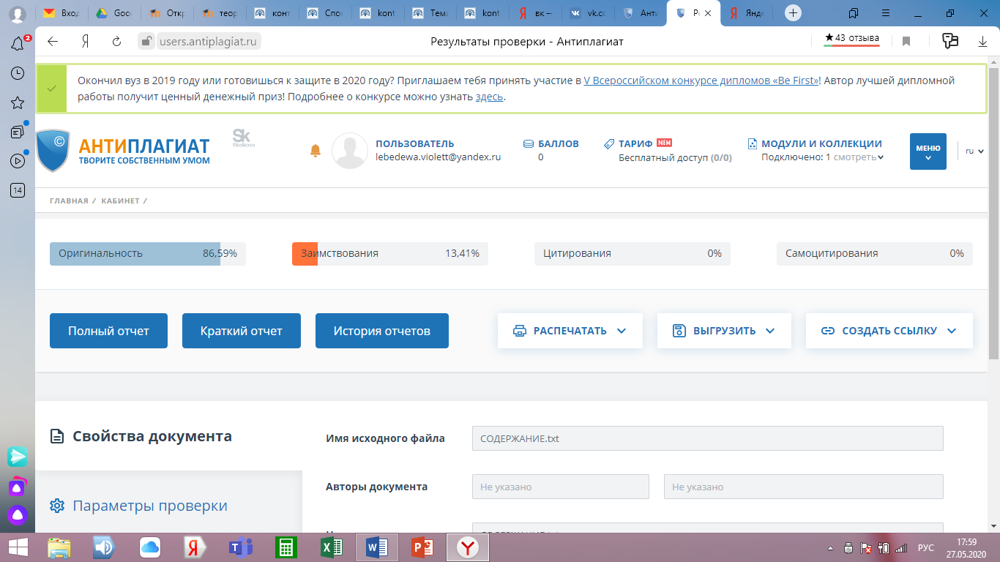 Вход
Goo
Откр
теор
конт
Спос
kont
Тема
kont
вк —
vk.co
Анти
Ре
Янде
2
users.antiplagiat.ru
Результаты проверки - Антиплагиат
★43 отзыва
Окончил вуз в 2019 году или готовишься к защите в 2020 году? Приглашаем тебя принять участие в V Всероссийском конкурсе дипломов «Be First»! Автор лучшей дипломной
работы получит ценный денежный приз! Подробнее о конкурсе можно узнать здесь.
©
АНТИПЛАГИАТ
ТВОРИТЕ СОБСТВЕННЫМ УМОМ
Sk
Skolkovo
ПОЛЬЗОВАТЕЛЬ
lebedewa.violett@yandex.ru
БАЛЛОВ
0
ТАРИФ NEW
Бесплатный доступ (0/0)
МОДУЛИ И КОЛЛЕКЦИИ
Подключено: 1 смотреть
МЕНЮ
ru
14
ГЛАВНАЯ / КАБИНЕТ /
Оригинальность 86,59%
Заимствования 13,41%
Цитирования 0%
Самоцитирования 0%
Полный отчет
Краткий отчет
История отчетов
РАСПЕЧАТАТЬ
ВЫГРУЗИТЬ
СОЗДАТЬ ССЫЛКУ
Свойства документа
Параметры проверки
Имя исходного файла
СОДЕРЖАНИЕ.txt
Авторы документа
Не указано
Не указано
РУС
17:59
27.05.2020